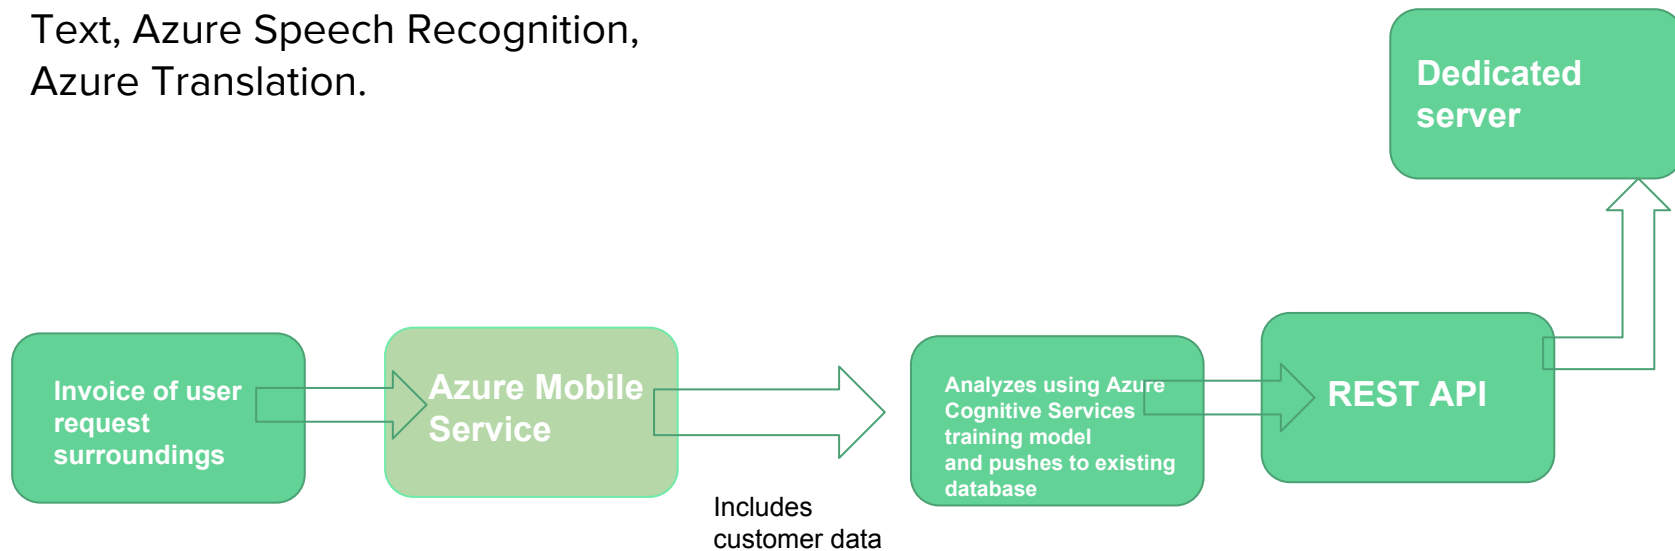 Text, Azure Speech Recognition,
Azure Translation.
Dedicated
server
Invoice of user
request
surroundings
Azure Mobile
Service
Includes
customer data
Analyzes using Azure
Cognitive Services
training model
and pushes to existing
database
REST API